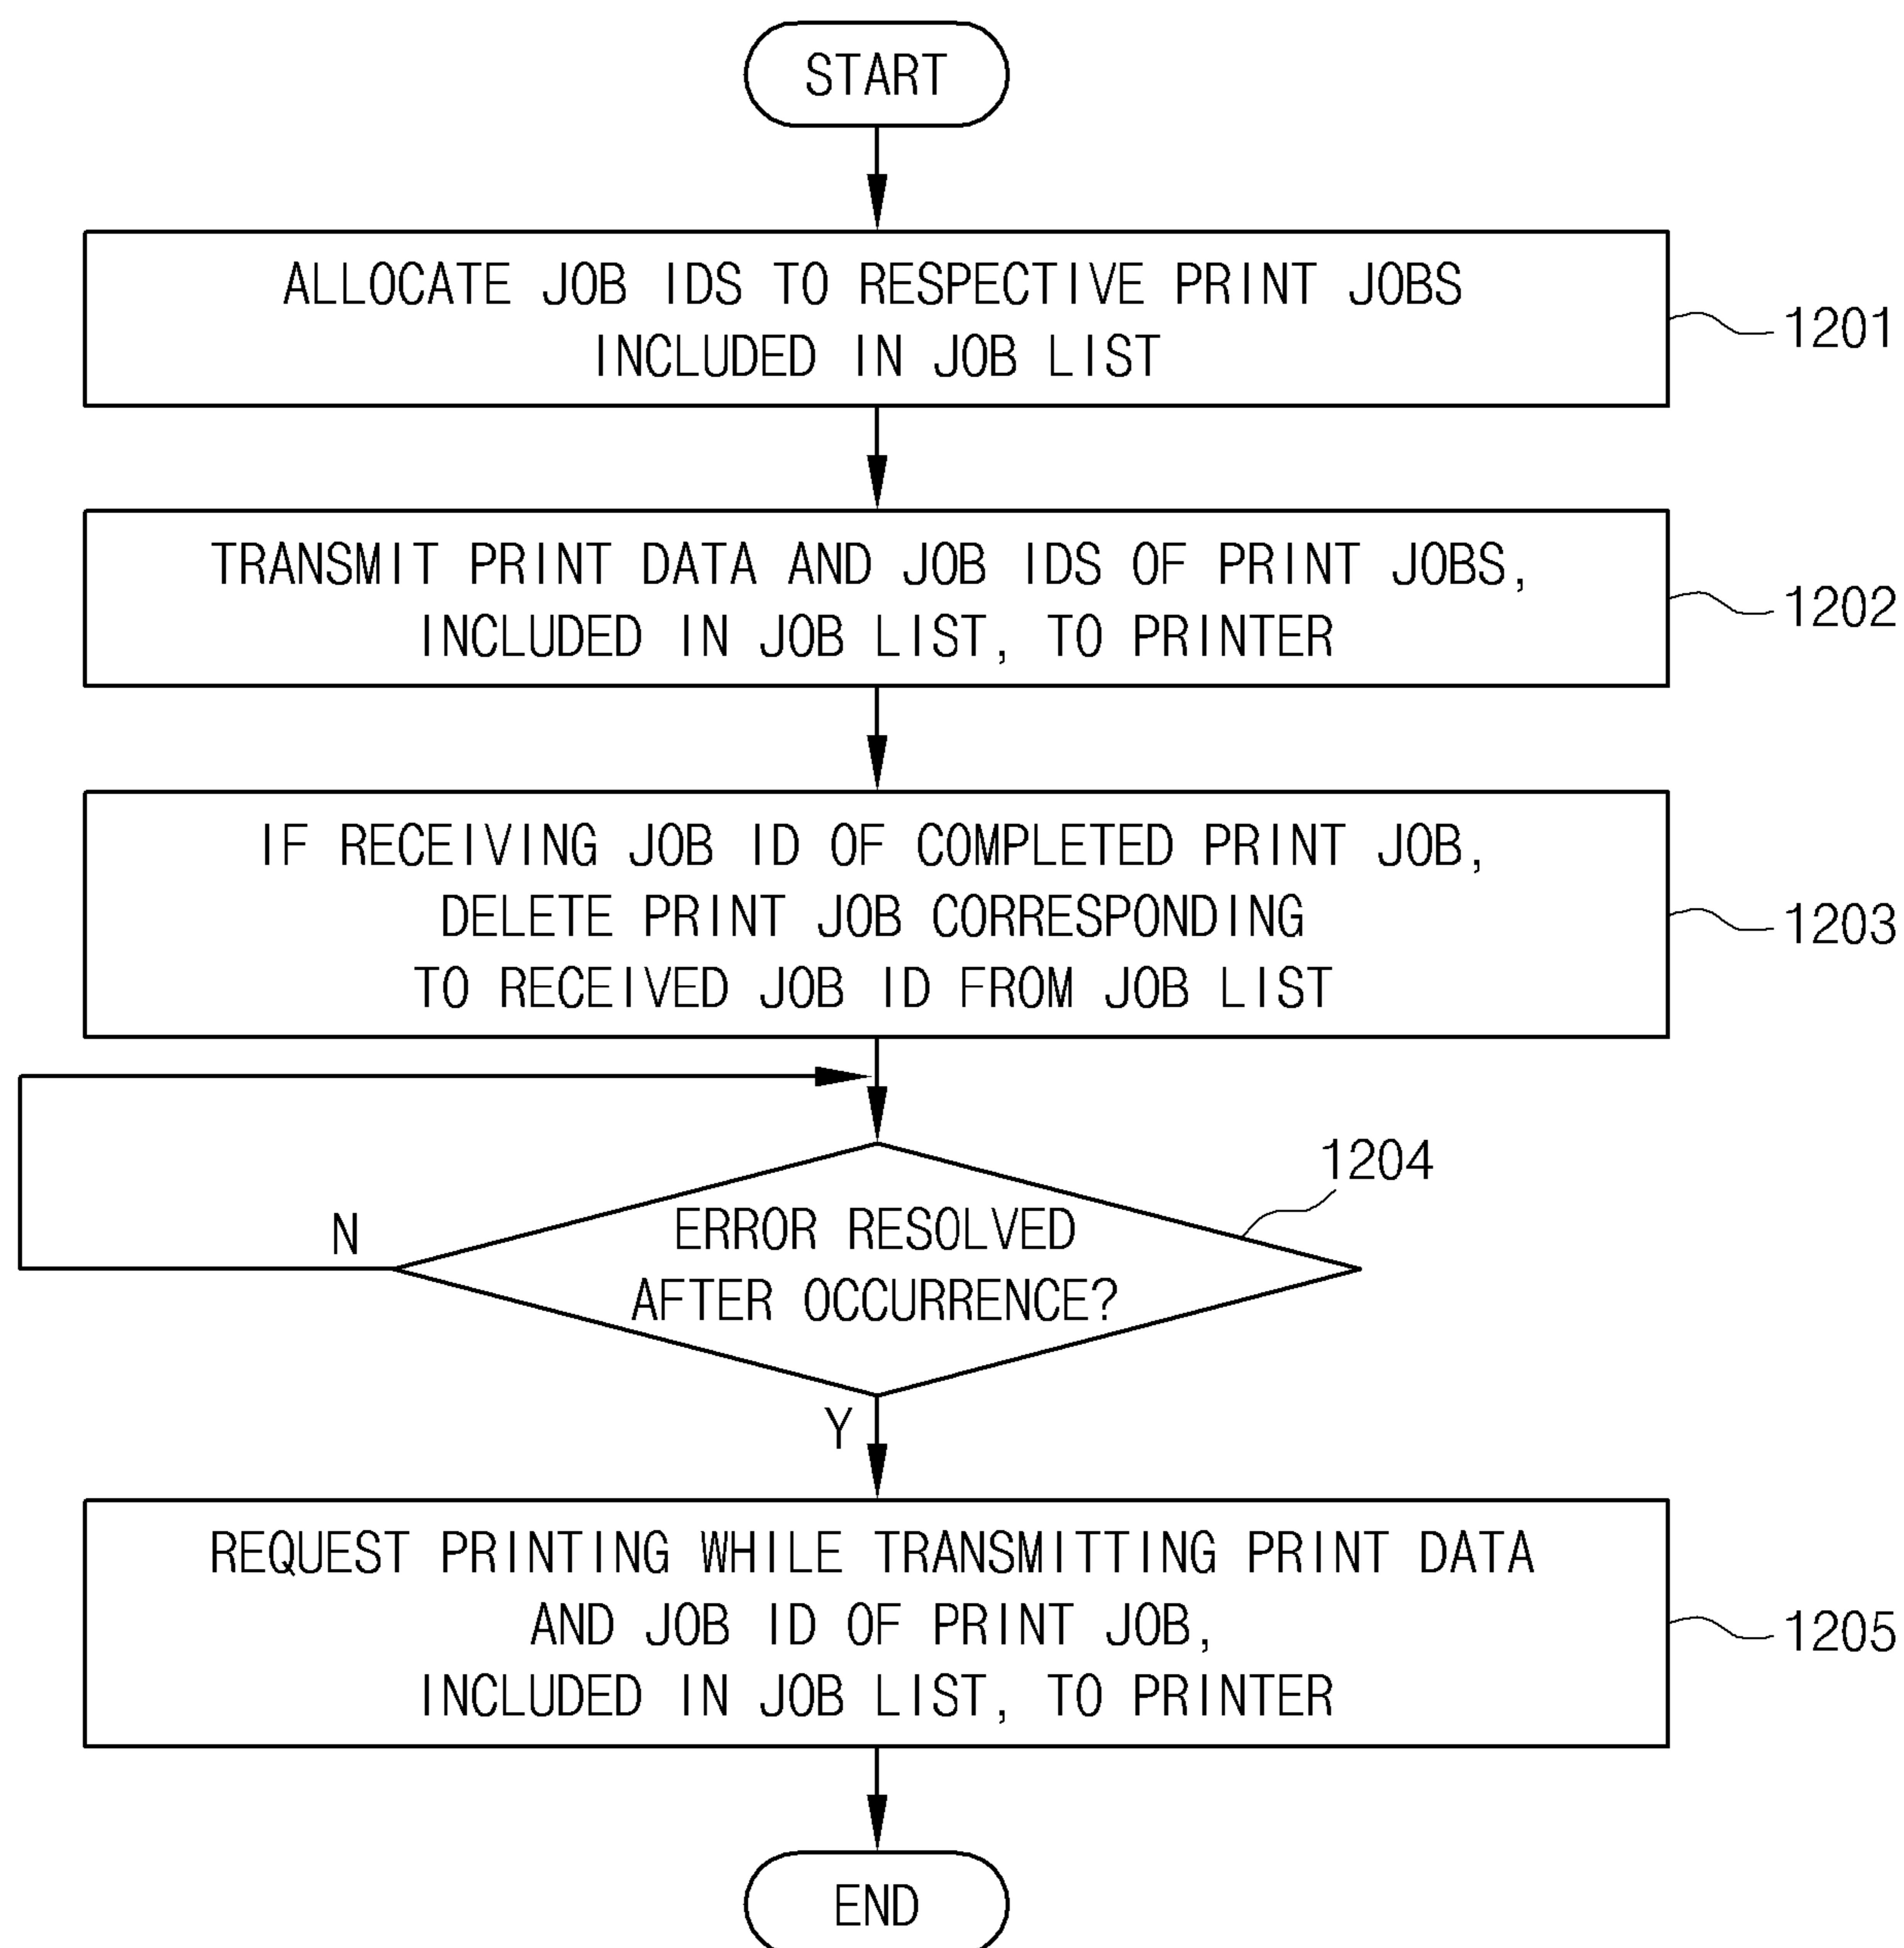 START
ALLOCATE JOB IDS TO RESPECTIVE PRINT JOBS
INCLUDED IN JOB LIST
1201
TRANSMIT PRINT DATA AND JOB IDS OF PRINT JOBS,
INCLUDED IN JOB LIST, TO PRINTER
1202
IF RECEIVING JOB ID OF COMPLETED PRINT JOB,
DELETE PRINT JOB CORRESPONDING
TO RECEIVED JOB ID FROM JOB LIST
1203
1204
N
ERROR RESOLVED
AFTER OCCURRENCE?
Y
REQUEST PRINTING WHILE TRANSMITTING PRINT DATA
AND JOB ID OF PRINT JOB,
INCLUDED IN JOB LIST, TO PRINTER
1205
END